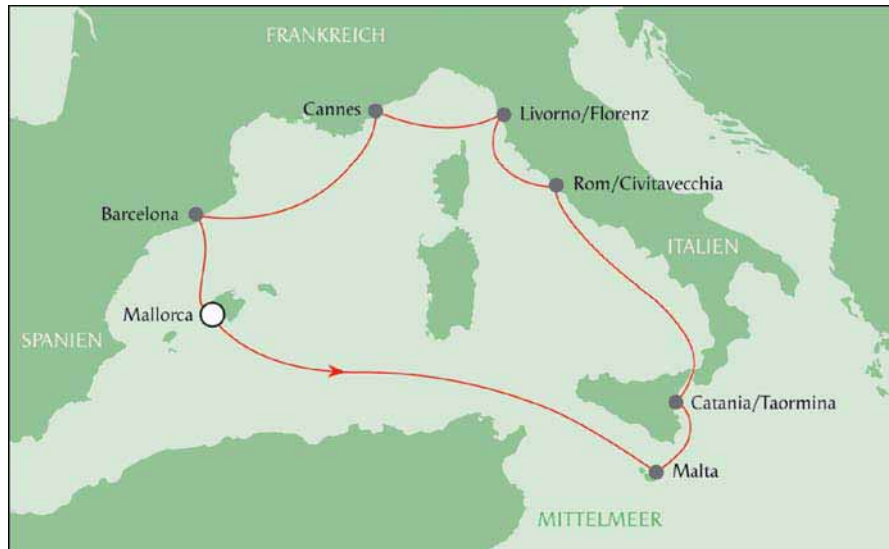 FRANKREICH
Cannes
Livorno/Florenz
Rom/Civitavecchia
Barcelona
ITALIEN
Mallorca
SPANIEN
Catania/Taormina
Malta
MITTELMEER